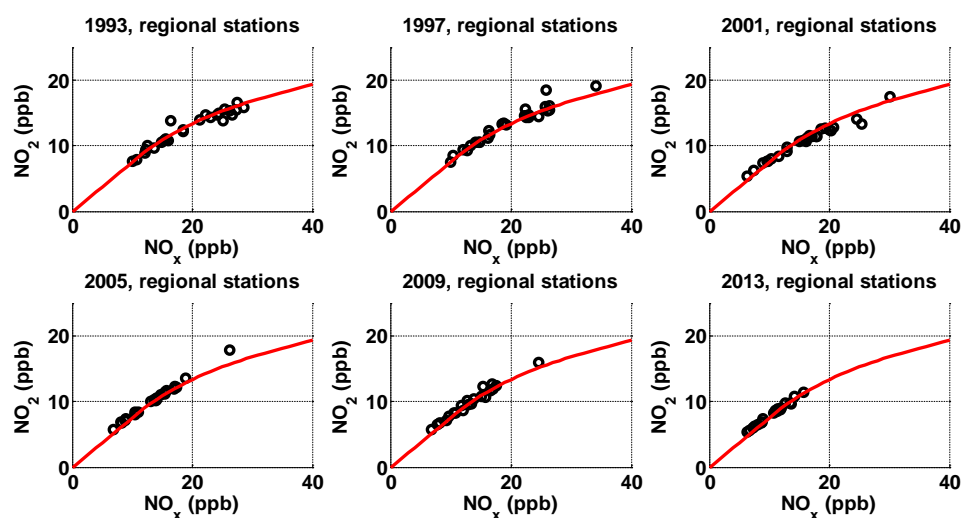 1993, regional stations
1997, regional stations
2001, regional stations
NO2 (ppb)
20
10
0
0 20 40
NOx (ppb)
NO2 (ppb)
20
10
0
0 20 40
NOx (ppb)
NO2 (ppb)
20
10
0
0 20 40
NOx (ppb)
2005, regional stations
2009, regional stations
2013, regional stations
NO2 (ppb)
20
10
0
0 20 40
NOx (ppb)
NO2 (ppb)
20
10
0
0 20 40
NOx (ppb)
NO2 (ppb)
20
10
0
0 20 40
NOx (ppb)